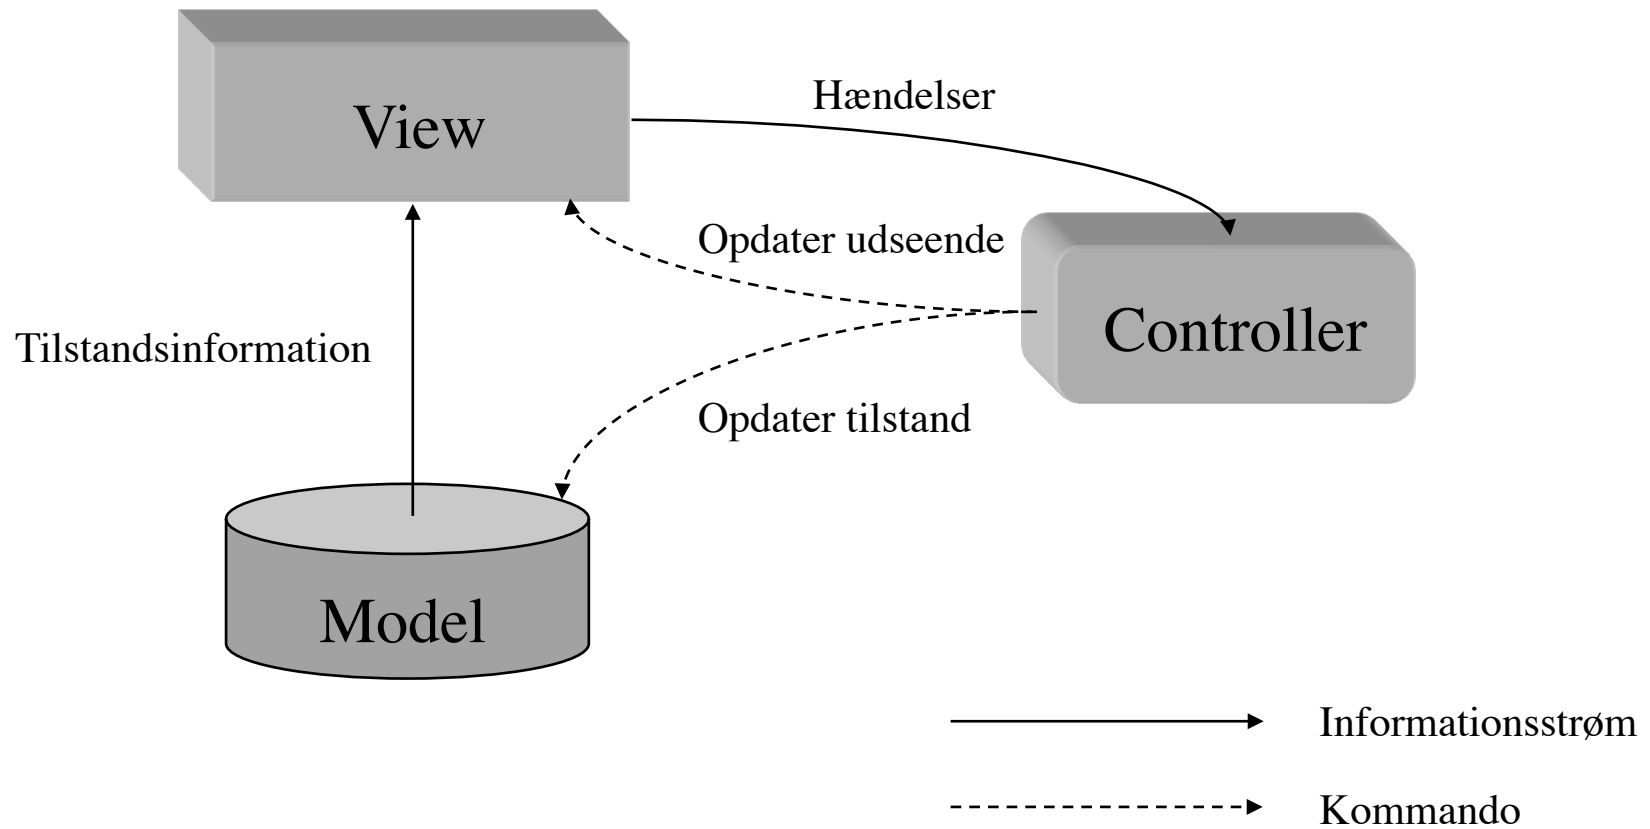 View
Hændelser
Opdater udseende
Controller
Tilstandsinformation
Opdater tilstand
Model
Informationsstrøm
Kommando